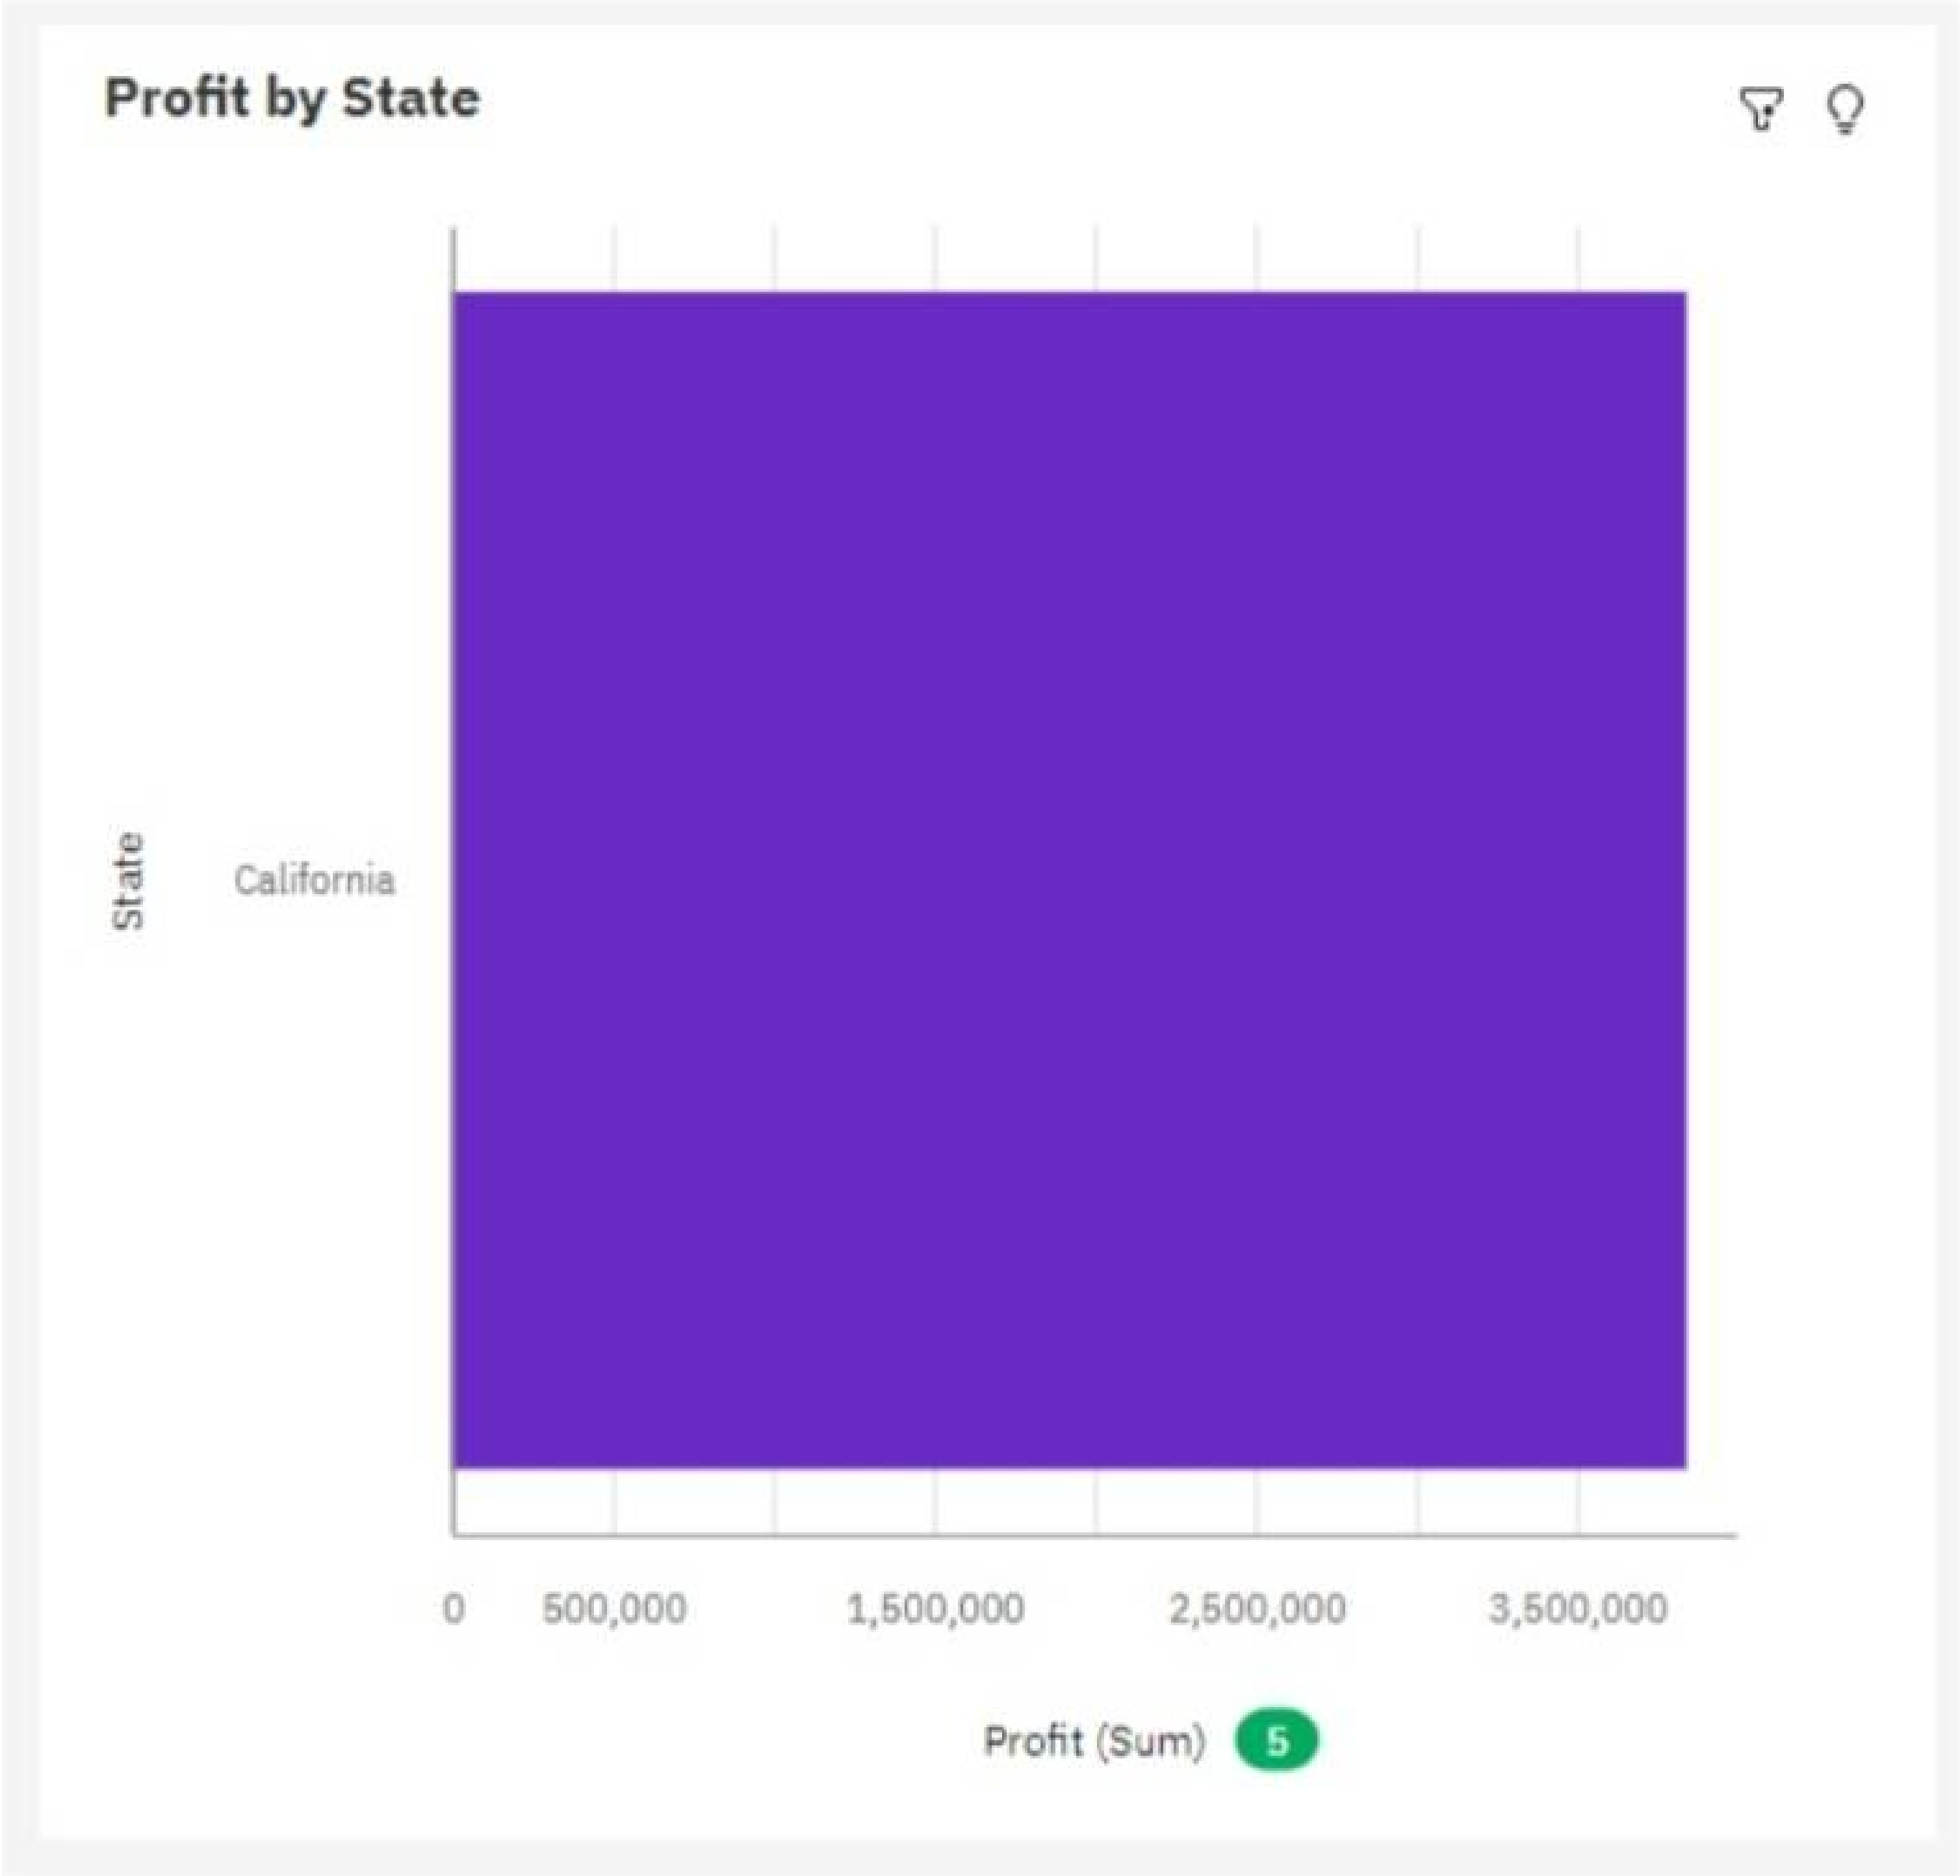 Profit by State
State
California
0 500,000 1,500,000 2,500,000 3,500,000
Profit (Sum) 5